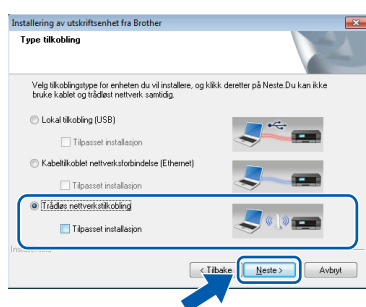 Installering av utskriftsenhet fra Brother
Type tilkobling
Velg tilkoblingstype for enheten du vil installere, og klikk deretter på Neste.Du kan ikke
bruke kablet og trådløst nettverk samtidig.
Lokal tilkobling (USB)
Tilpasset installasjon
Kabeltilkoblet nettverksforbindelse (Ethernet)
Tilpasset installasjon
Trådløs nettverkstilkobling
Tilpasset installasjon
< Tilbake Neste > Avbryt